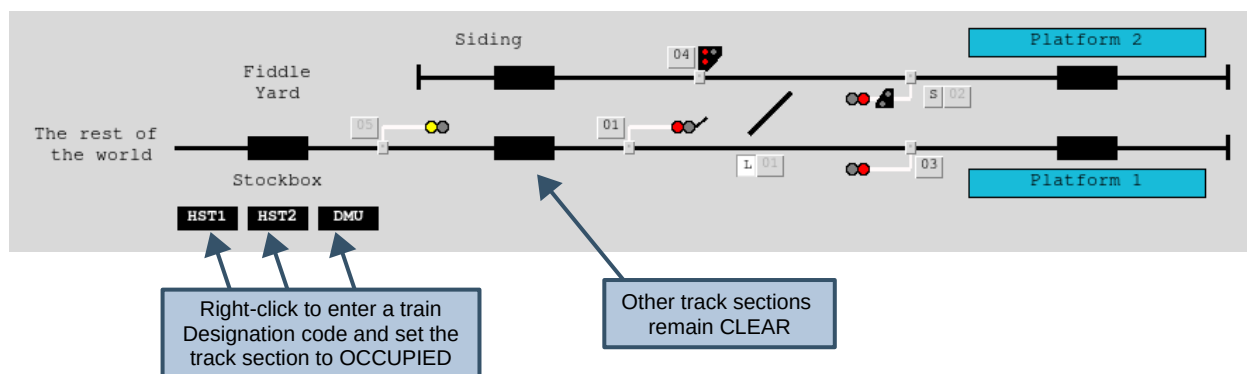 Siding
Platform 2
04
Fiddle
Yard
S 02
The rest of
the world
05
01
L 01
03
Stockbox
Platform 1
HST1 HST2 DMU
Right-click to enter a train
Designation code and set the
track section to OCCUPIED
Other track sections
remain CLEAR